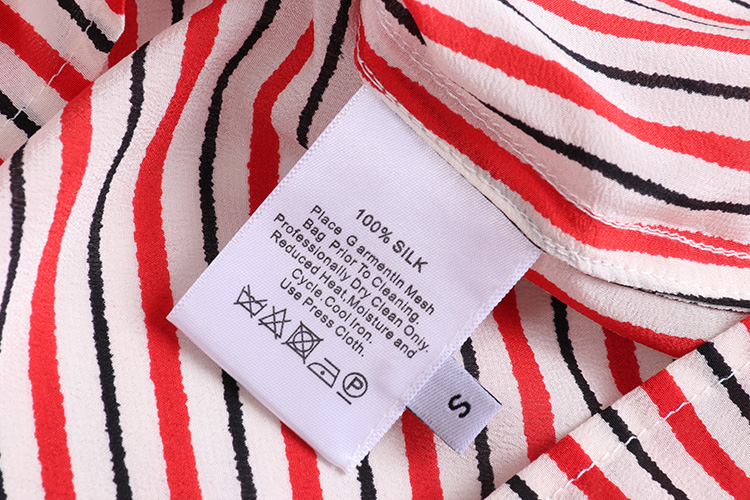 100% SILK
Place GarmentIn Mesh
Bag Prior To Cleaning,
Professionally Dry Clean Only.
Reduced Heat,Moisture and
Cycle:Cool Iron.
Use Press Cloth.
P
S